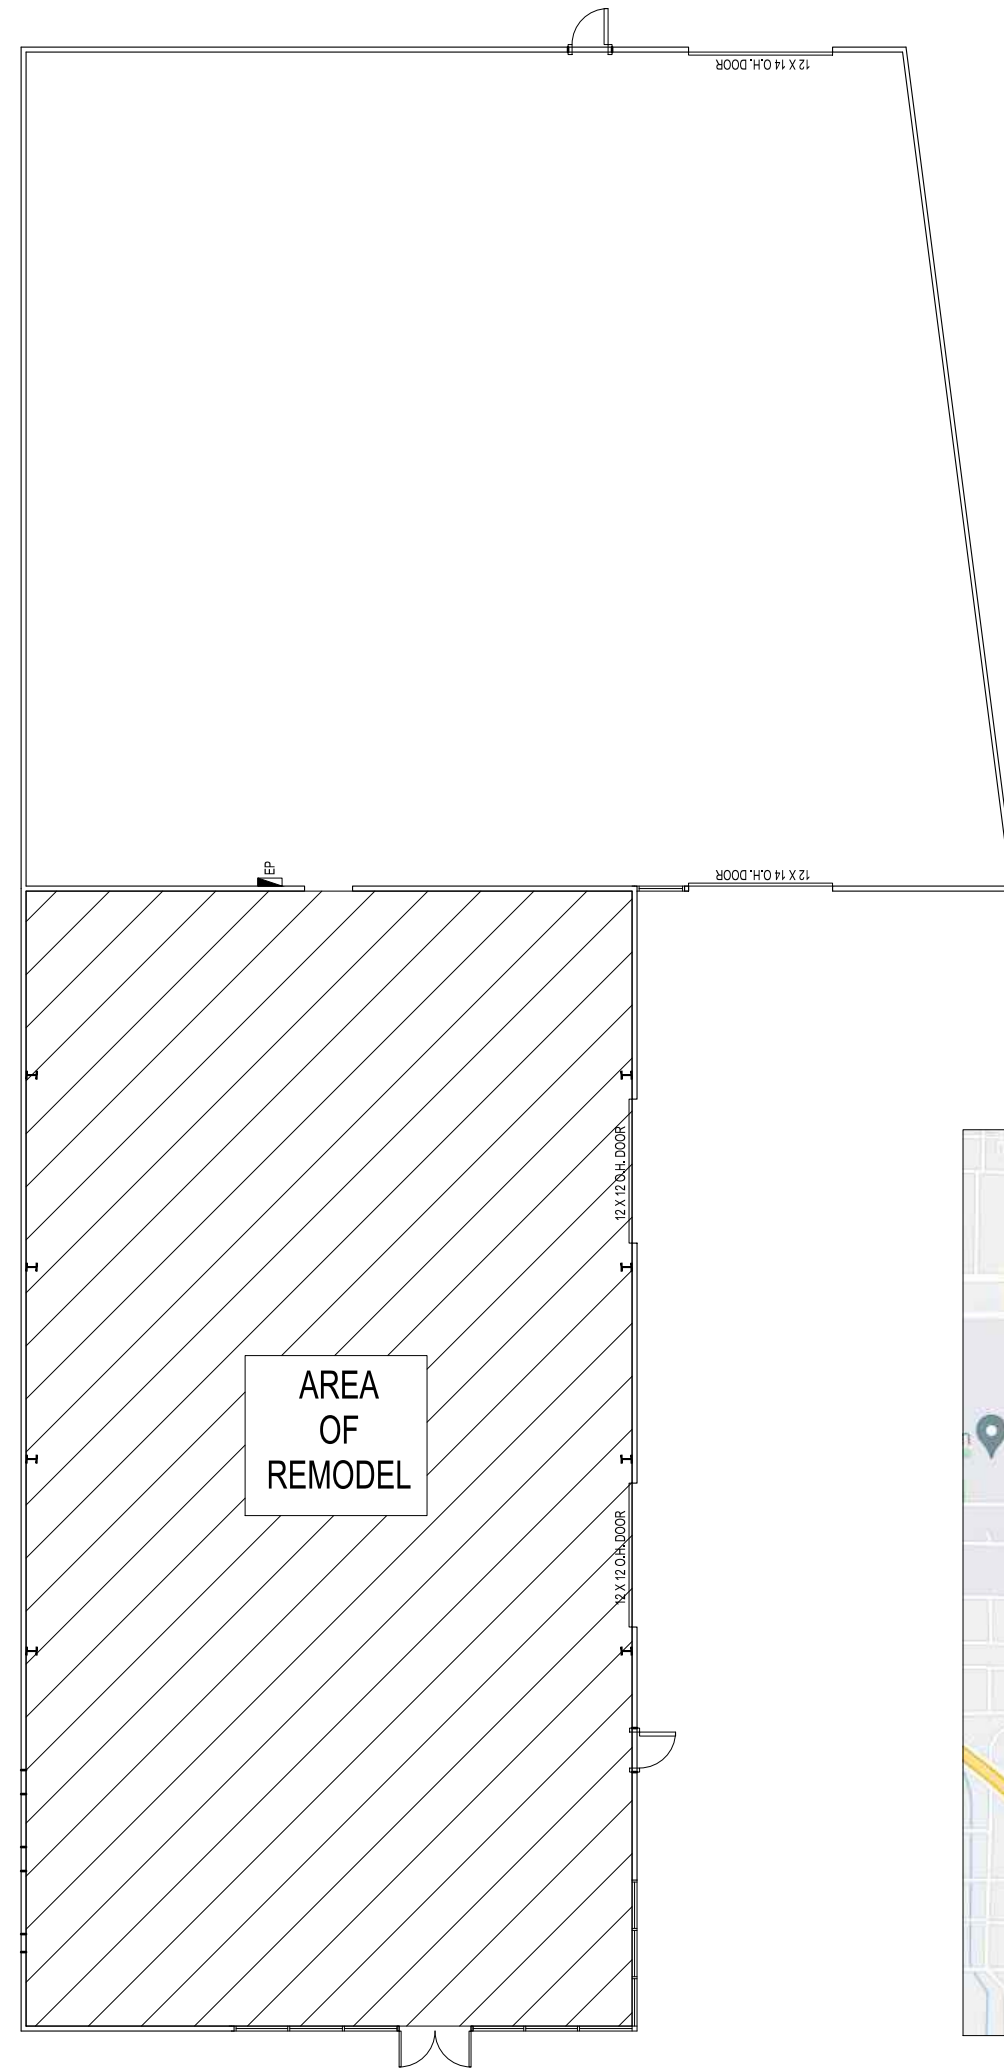 12 X 14 O.H. DOOR
EP
12 X 14 O.H. DOOR
12 X 12 O.H. DOOR
AREA
OF
REMODEL
12 X 12 O.H. DOOR